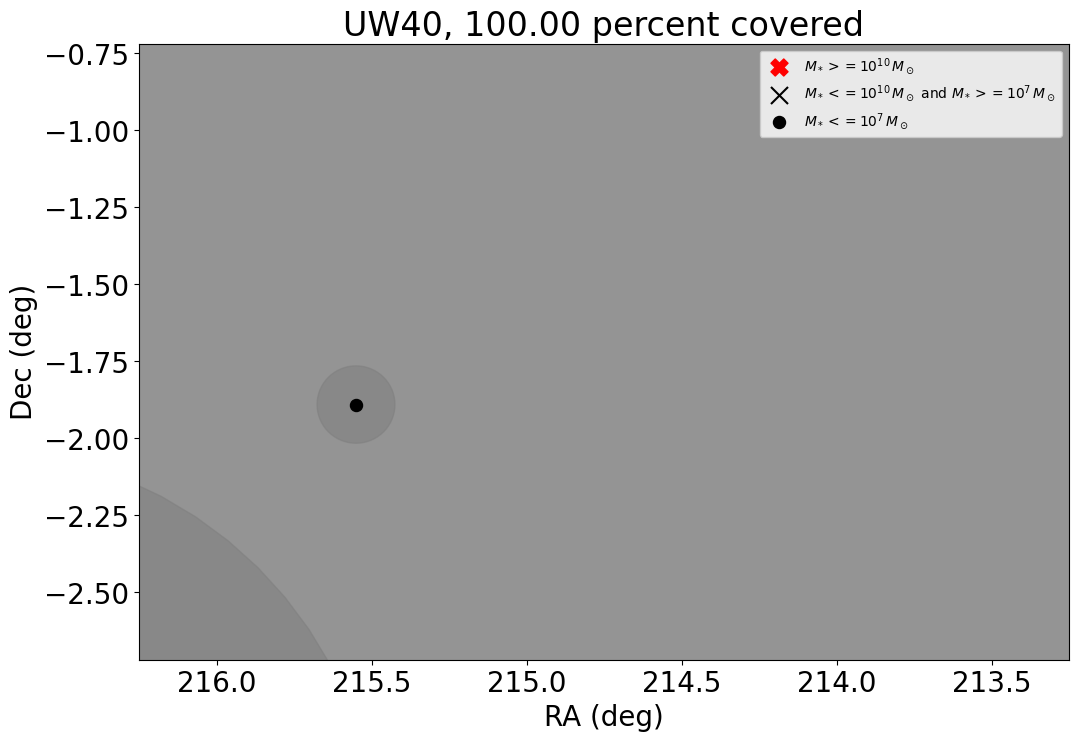 UW40, 100.00 percent covered
M* >= 10^10 M⊙
M* <= 10^10 M⊙ and M* >= 10^7 M⊙
M* <= 10^7 M⊙
−0.75
−1.00
−1.25
−1.50
−1.75
−2.00
−2.25
−2.50
Dec (deg)
216.0 215.5 215.0 214.5 214.0 213.5
RA (deg)